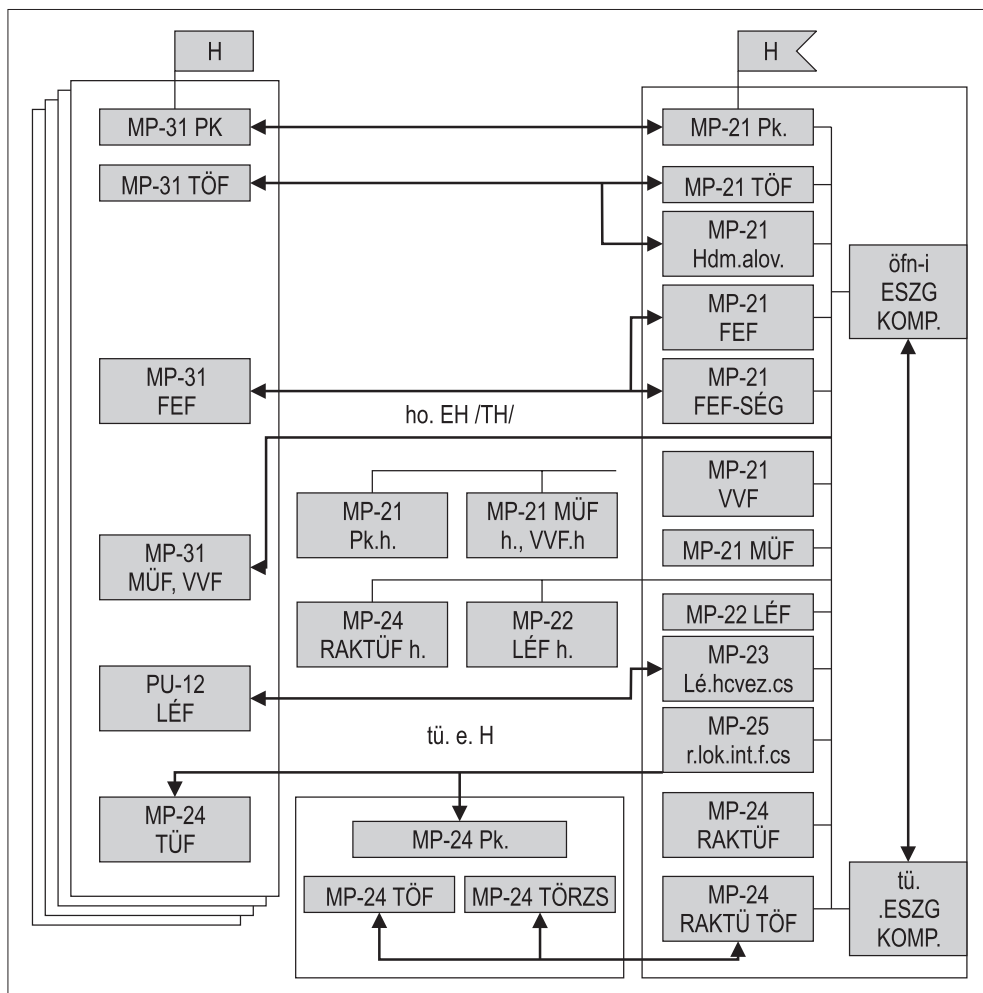 H
MP-31 PK
MP-31 TÖF
MP-31
FEF
MP-31
MÜF, VVF
PU-12
LÉF
MP-24
TÜF
ho. EH /TH/
MP-21
Pk.h.
MP-21 MÜF
h., VVF.h
MP-24
RAKTÜF h.
MP-22
LÉF h.
tü. e. H
MP-24 Pk.
MP-24 TÖF
MP-24 TÖRZS
H
MP-21 Pk.
MP-21 TÖF
MP-21
Hdm.alov.
MP-21
FEF
MP-21
FEF-SÉG
MP-21
VVF
MP-21 MÜF
MP-22 LÉF
MP-23
Lé.hcvez.cs
MP-25
r.lok.int.f.cs
MP-24
RAKTÜF
MP-24
RAKTÜ TÖF
öfn-i
ESZG
KOMP.
tü.
.ESZG
KOMP.